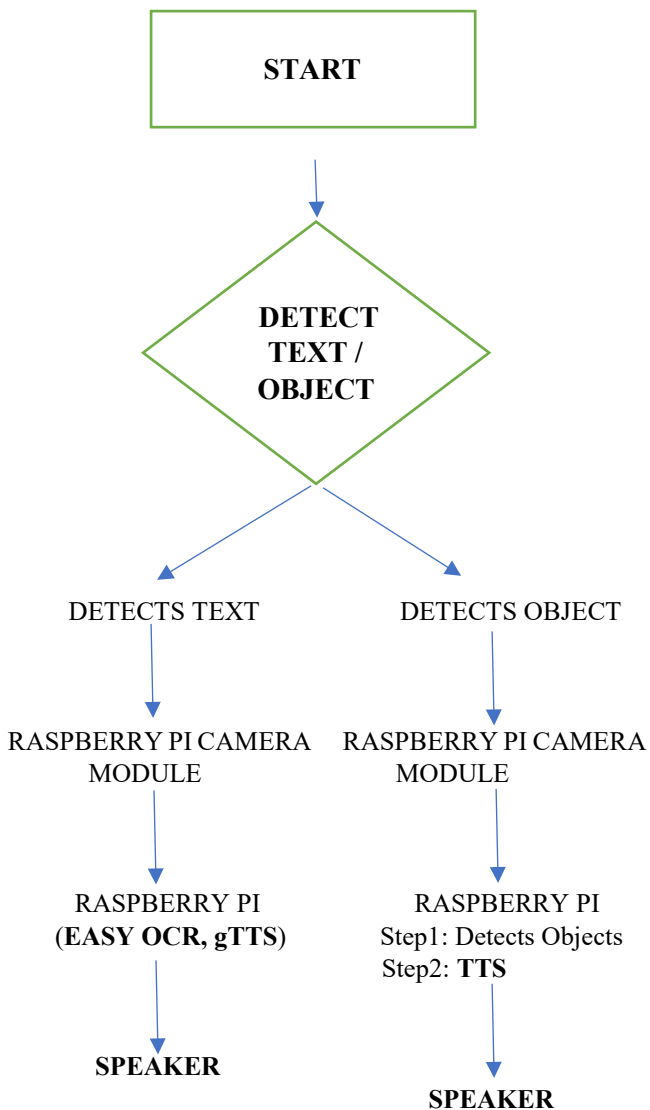 START
DETECT
TEXT /
OBJECT
DETECTS TEXT
DETECTS OBJECT
RASPBERRY PI CAMERA
MODULE
RASPBERRY PI CAMERA
MODULE
RASPBERRY PI
(EASY OCR, gTTS)
RASPBERRY PI
Step1: Detects Objects
Step2: TTS
SPEAKER
SPEAKER